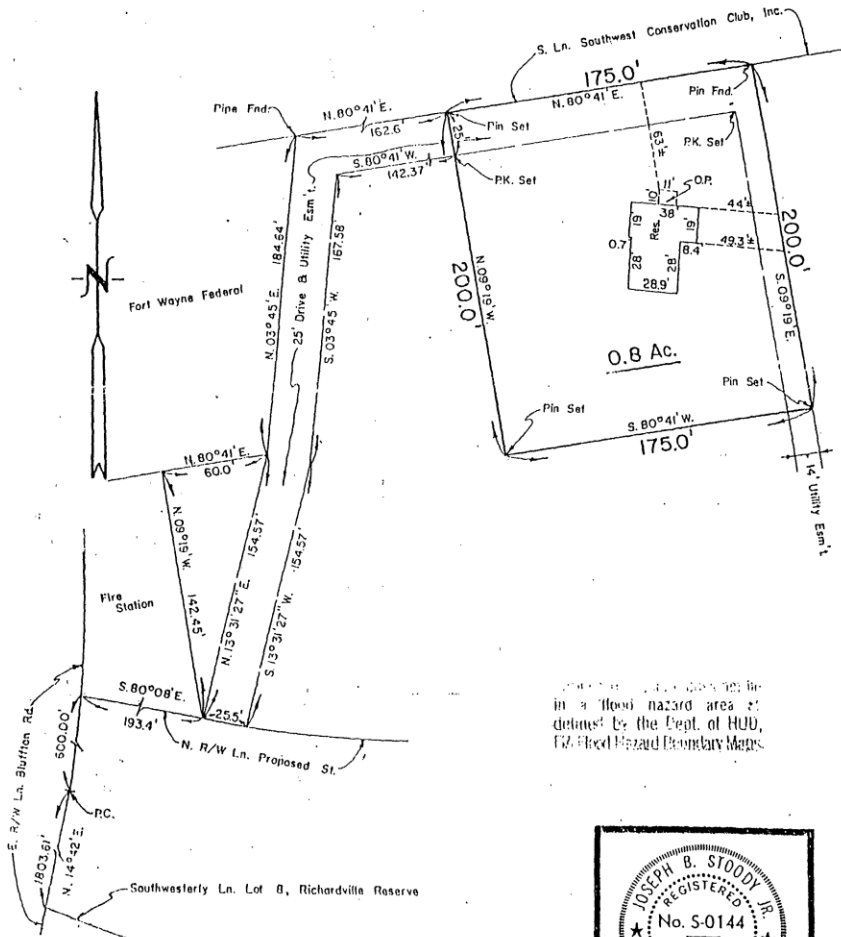 S. Ln. Southwest Conservation Club, Inc.
175.0'
N. 80°41' E.
Pin Fnd.
Pipe Fnd.
N. 80°41' E.
162.6'
25'
Pin Set
P.K. Set
S. 80°41' W.
142.37'
P.K. Set
63'±
11'
O.P.
10'
38'
44'±
19'
Res.
19'
0.7
8.4
49.3'±
28'
28'
28.9'
200.0'
S. 09°19' E.
N. 09°19' W.
200.0'
184.64'
N. 03°45' E.
25' Drive & Utility Esm't.
167.58'
S. 03°45' W.
N
Fort Wayne Federal
0.8 Ac.
Pin Set
Pin Set
S. 80°41' W.
175.0'
14' Utility Esm't.
N. 80°41' E.
60.0'
N. 09°19' W.
142.45'
154.57'
N. 13°31'27" E.
154.57'
S. 13°31'27" W.
Fire
Station
S. 80°08' E.
193.4'
25.5'
N. R/W Ln. Proposed St.
E. R/W Ln. Bluffton Rd.
600.00'
P.C.
1803.61'
N. 14°42' E.
Southwesterly Ln. Lot 8, Richardville Reserve
in a flood hazard area as
defined by the Dept. of HUD,
FIA Flood Hazard Boundary Maps.
JOSEPH B. STOODY JR.
REGISTERED
No. S-0144